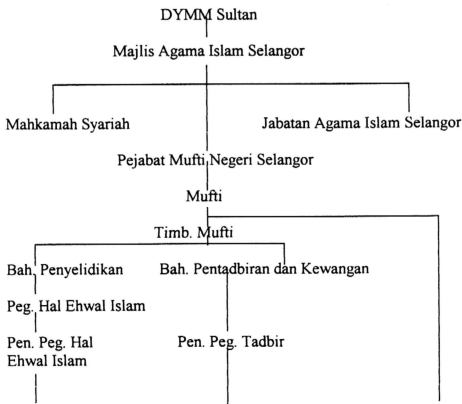 DYMM Sultan
Majlis Agama Islam Selangor
Mahkamah Syariah
Jabatan Agama Islam Selangor
Pejabat Mufti Negeri Selangor
Mufti
Timb. Mufti
Bah. Penyelidikan
Bah. Pentadbiran dan Kewangan
Peg. Hal Ehwal Islam
Pen. Peg. Hal
Ehwal Islam
Pen. Peg. Tadbir